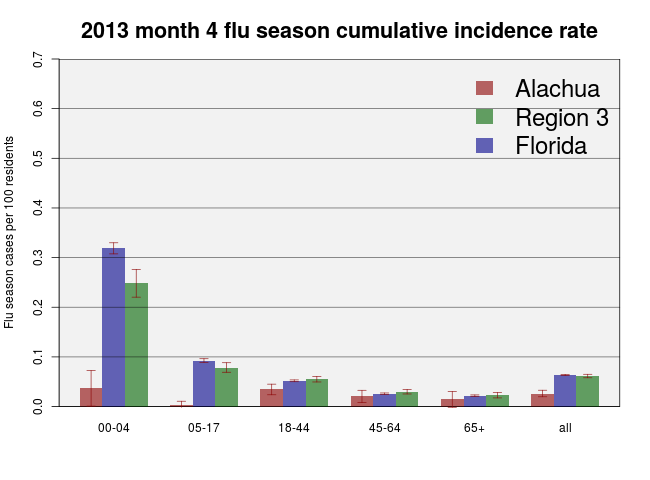 2013 month 4 flu season cumulative incidence rate
Flu season cases per 100 residents
0.7
0.6
0.5
0.4
0.3
0.2
0.1
0.0
Alachua
Region 3
Florida
00-04
05-17
18-44
45-64
65+
all